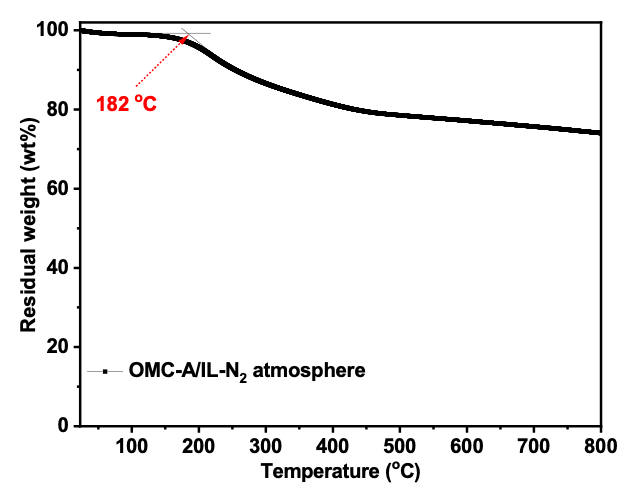 Residual weight (wt%)
100
80
60
40
20
0
182 °C
OMC-A/IL-N₂ atmosphere
100 200 300 400 500 600 700 800
Temperature (°C)